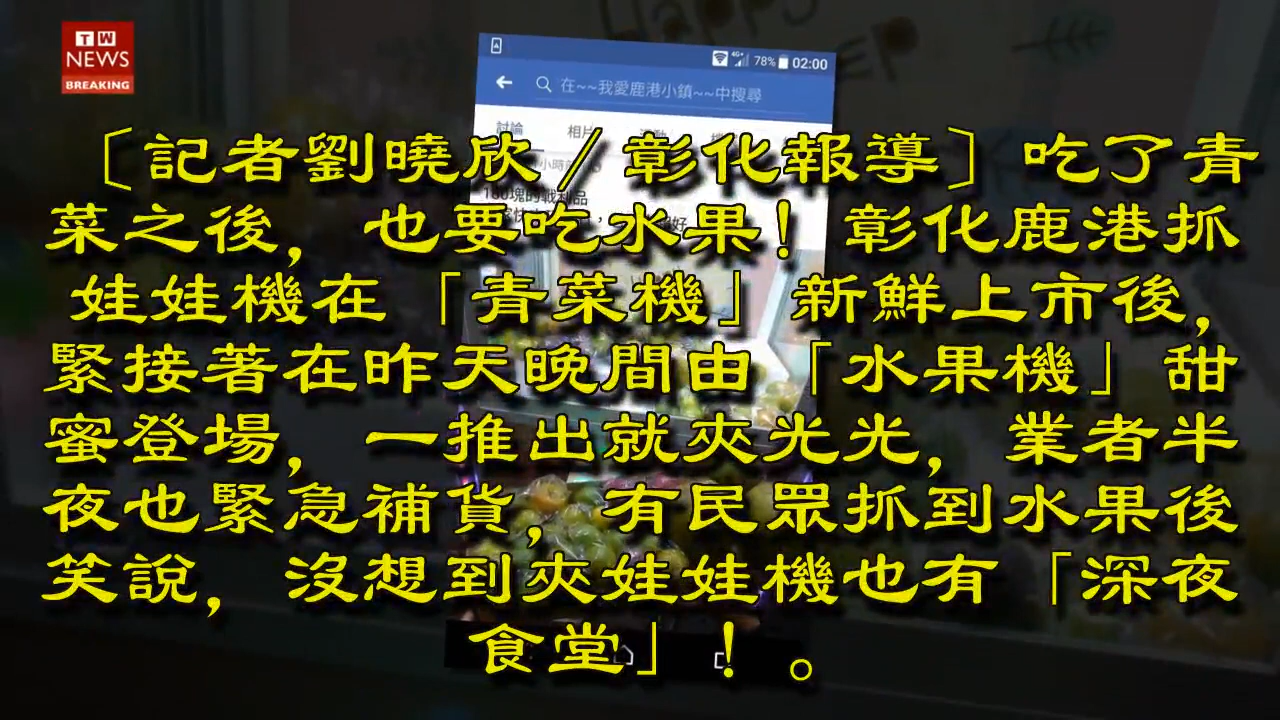 TW
NEWS
BREAKING
Happy
78% 02:00
在~~我愛鹿港小鎮~~中搜尋
討論 相片
〔記者劉曉欣／彰化報導〕吃了青
菜之後，也要吃水果！彰化鹿港抓
娃娃機在「青菜機」新鮮上市後，
緊接著在昨天晚間由「水果機」甜
蜜登場，一推出就夾光光，業者半
夜也緊急補貨，有民眾抓到水果後
笑說，沒想到夾娃娃機也有「深夜
食堂」！。